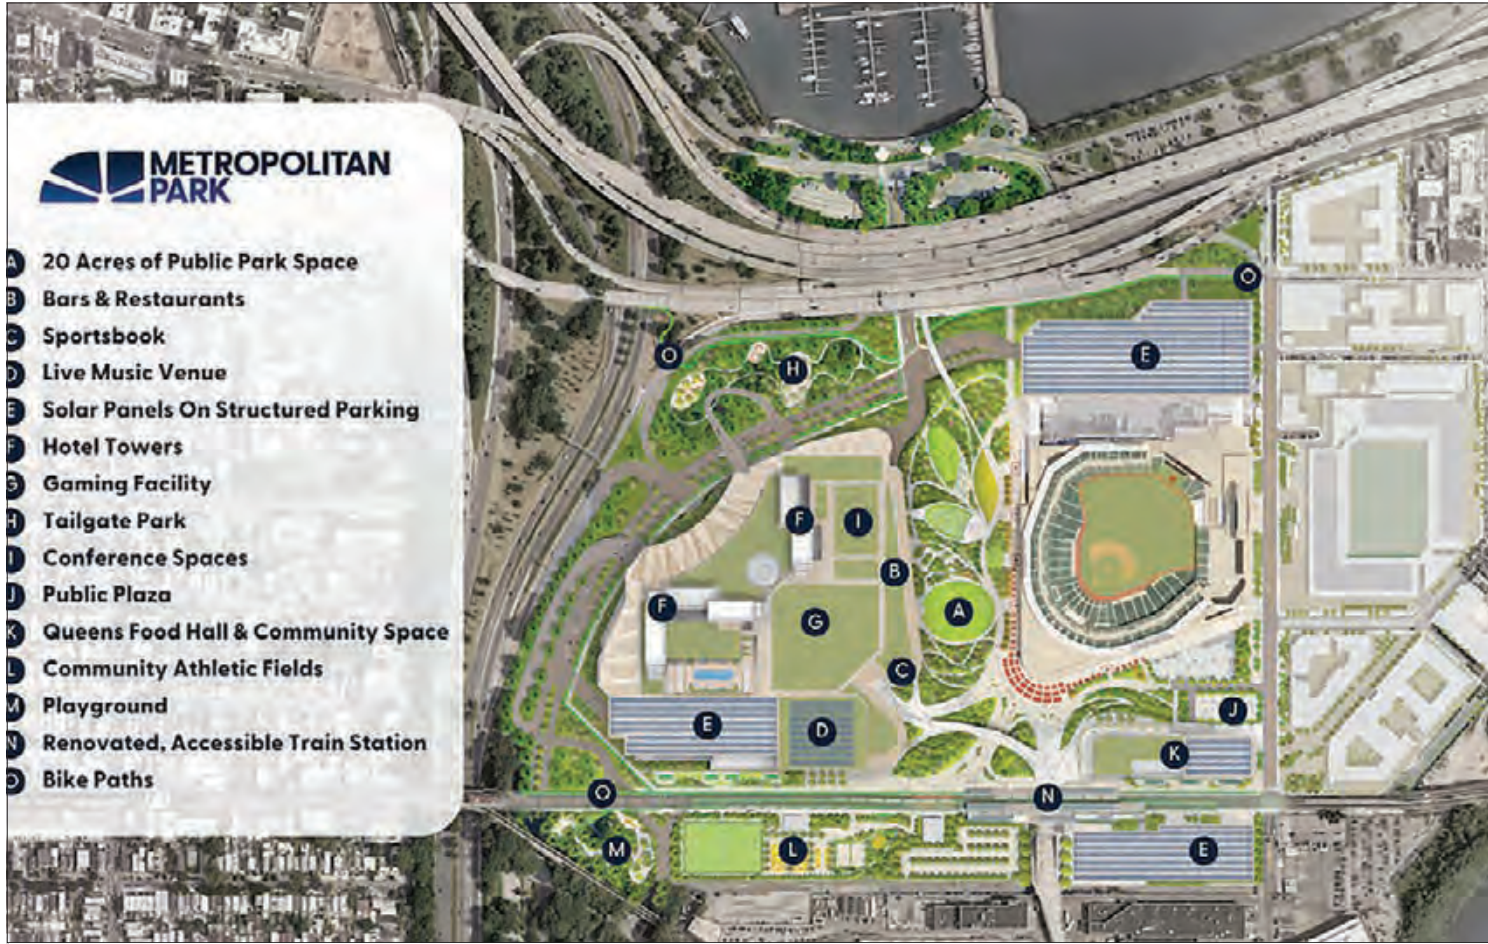 METROPOLITAN
PARK
A 20 Acres of Public Park Space
B Bars & Restaurants
C Sportsbook
D Live Music Venue
E Solar Panels On Structured Parking
F Hotel Towers
G Gaming Facility
H Tailgate Park
I Conference Spaces
J Public Plaza
K Queens Food Hall & Community Space
L Community Athletic Fields
M Playground
N Renovated, Accessible Train Station
O Bike Paths
O
O
H
E
F
I
B
F
A
G
C
J
E
D
K
O
N
M
L
E